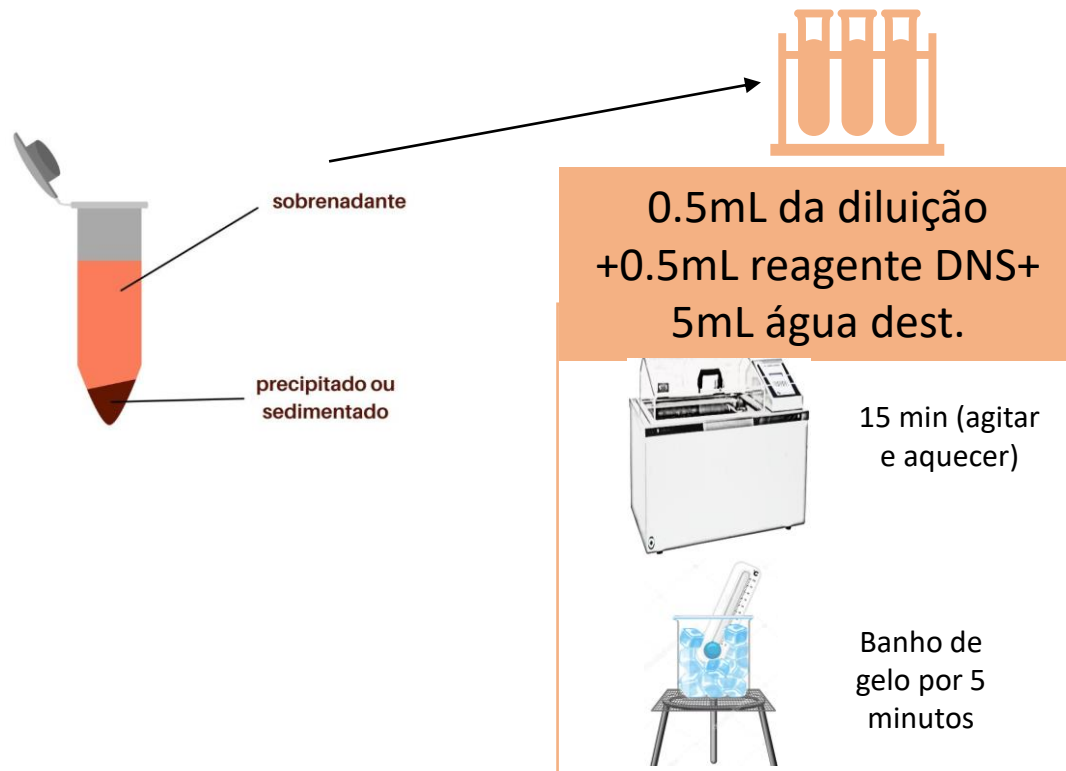 sobrenadante
precipitado ou
sedimentado
0.5mL da diluição
+0.5mL reagente DNS+
5mL água dest.
15 min (agitar
e aquecer)
Banho de
gelo por 5
minutos